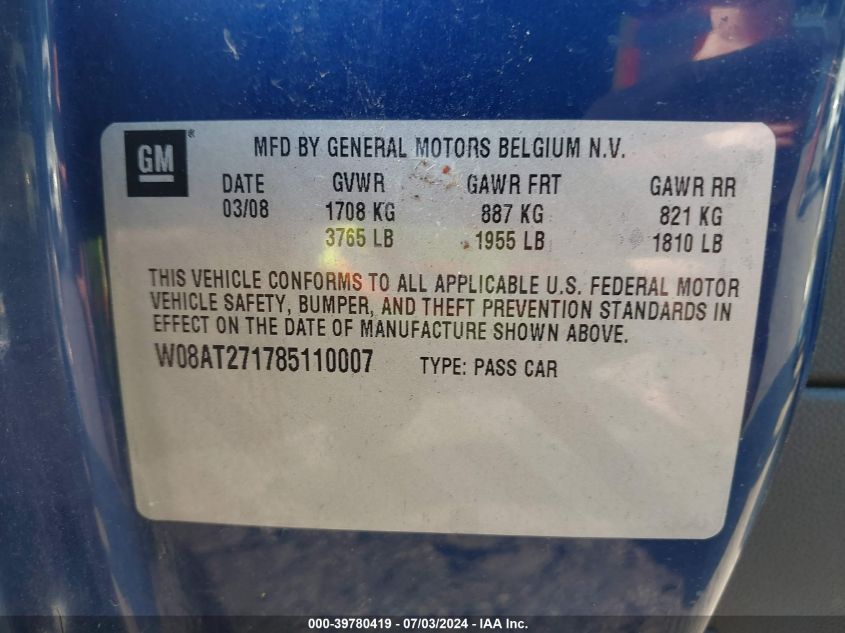 GM ® MFD BY GENERAL MOTORS BELGIUM N.V.
DATE GVWR GAWR FRT GAWR RR
03/08 1708 KG 887 KG 821 KG
3765 LB 1955 LB 1810 LB
THIS VEHICLE CONFORMS TO ALL APPLICABLE U.S. FEDERAL MOTOR
VEHICLE SAFETY, BUMPER, AND THEFT PREVENTION STANDARDS IN
EFFECT ON THE DATE OF MANUFACTURE SHOWN ABOVE.
W08AT271785110007 TYPE: PASS CAR
000-39780419 - 07/03/2024 - IAA Inc.